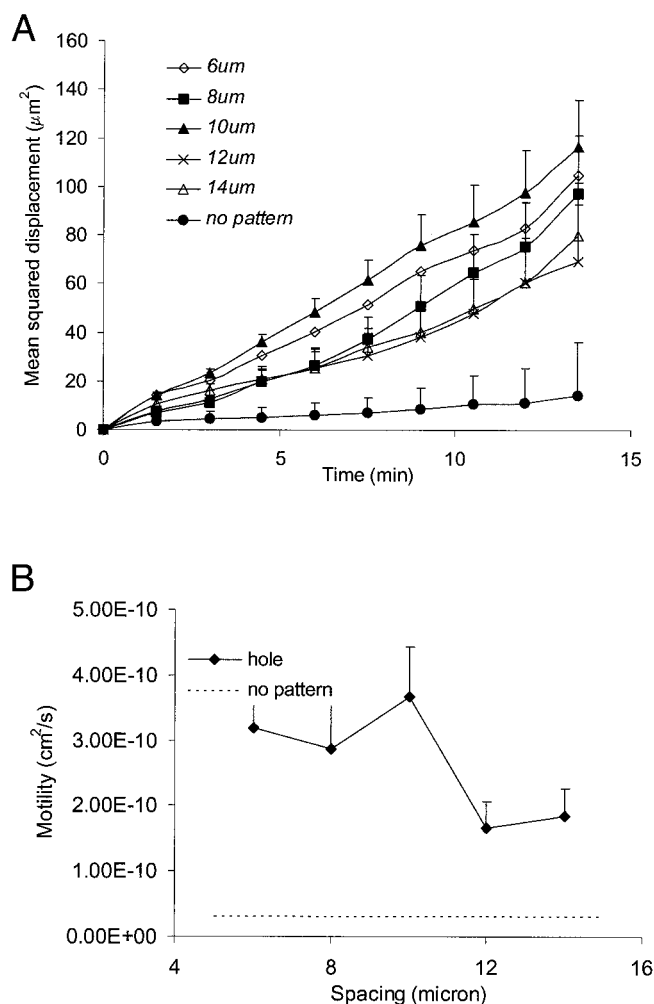 A
160
140
120
100
80
60
40
20
0
Mean squared displacement (μm²)
6um
8um
10um
12um
14um
no pattern
0 5 10 15
Time (min)
B
5.00E-10
4.00E-10
3.00E-10
2.00E-10
1.00E-10
0.00E+00
Motility (cm²/s)
hole
no pattern
4 8 12 16
Spacing (micron)